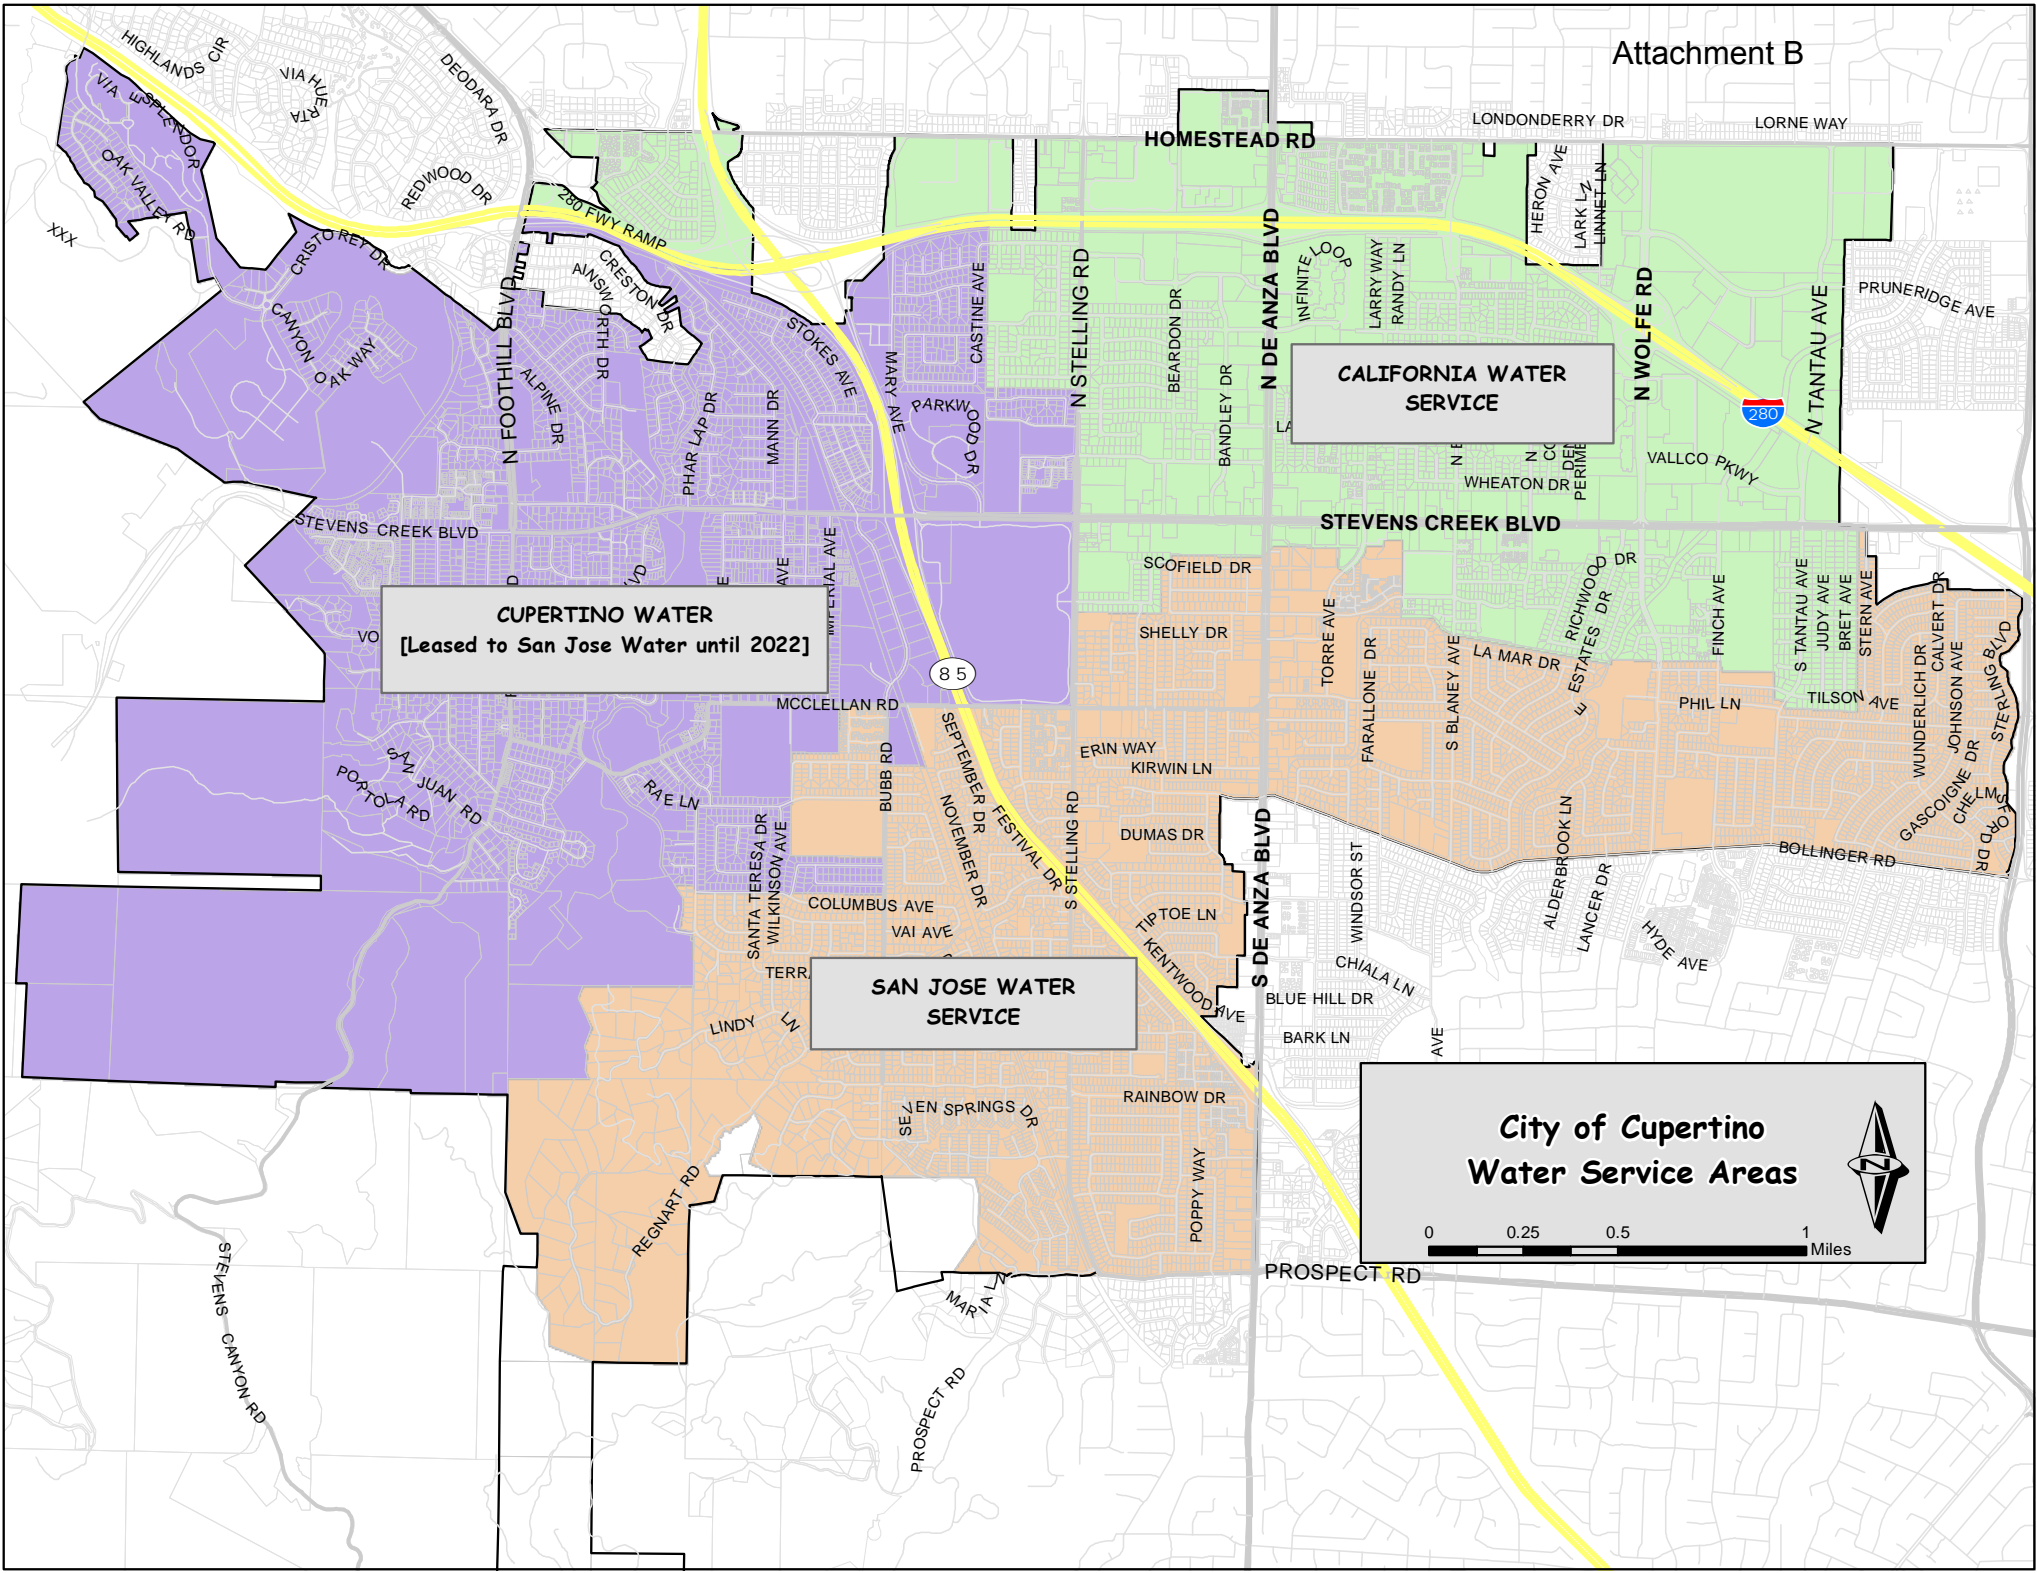 Attachment B
HIGHLANDS CIR
VIA HUERTA
DEODARA DR
VIA ESPLENDOR
OAK VALLEY RD
REDWOOD DR
XXX
CRISTO REY DR
280 FWY RAMP
HOMESTEAD RD
LONDONDERRY DR
LORNE WAY
HERON AVE
LARK LN
LINNET LN
CANYON OAK WAY
N FOOTHILL BLVD
CRESTON DR
AINSWORTH DR
ALPINE DR
PHAR LAP DR
MANN DR
STOKES AVE
MARY AVE
CASTINE AVE
PARKWOOD DR
N STELLING RD
BEARDON DR
BANDLEY DR
N DE ANZA BLVD
INFINITE LOOP
LARRY WAY
RANDY LN
N WOLFE RD
N TANTAU AVE
PRUNERIDGE AVE
CALIFORNIA WATER
SERVICE
280
LA
N
N
PERIME
WHEATON DR
VALLCO PKWY
STEVENS CREEK BLVD
STEVENS CREEK BLVD
IMPERIAL AVE
AVE
CUPERTINO WATER
[Leased to San Jose Water until 2022]
VO
85
SCOFIELD DR
SHELLY DR
TORRE AVE
FARALLONE DR
S BLANEY AVE
LA MAR DR
RICHWOOD DR
E ESTATES DR
FINCH AVE
S TANTAU AVE
JUDY AVE
BRET AVE
STERN AVE
CALVERT DR
WUNDERLICH DR
JOHNSON AVE
STERLING BLVD
PHIL LN
TILSON AVE
MCCLELLAN RD
SAN JUAN RD
PORTOLA RD
RAE LN
BUBB RD
SEPTEMBER DR
NOVEMBER DR
FESTIVAL DR
ERIN WAY
KIRWIN LN
DUMAS DR
S STELLING RD
S DE ANZA BLVD
WINDSOR ST
ALDERBROOK LN
LANCER DR
BOLLINGER RD
GASCOIGNE DR
CHELMSFORD DR
HYDE AVE
SANTA TERESA DR
WILKINSON AVE
COLUMBUS AVE
VAI AVE
TIPTOE LN
KENTWOOD AVE
CHIALA LN
BLUE HILL DR
BARK LN
AVE
TERRA
SAN JOSE WATER
SERVICE
LINDY LN
SEVEN SPRINGS DR
RAINBOW DR
POPPY WAY
REGNART RD
MARIA LN
PROSPECT RD
PROSPECT RD
STEVENS CANYON RD
City of Cupertino
Water Service Areas
N
0 0.25 0.5 1
Miles